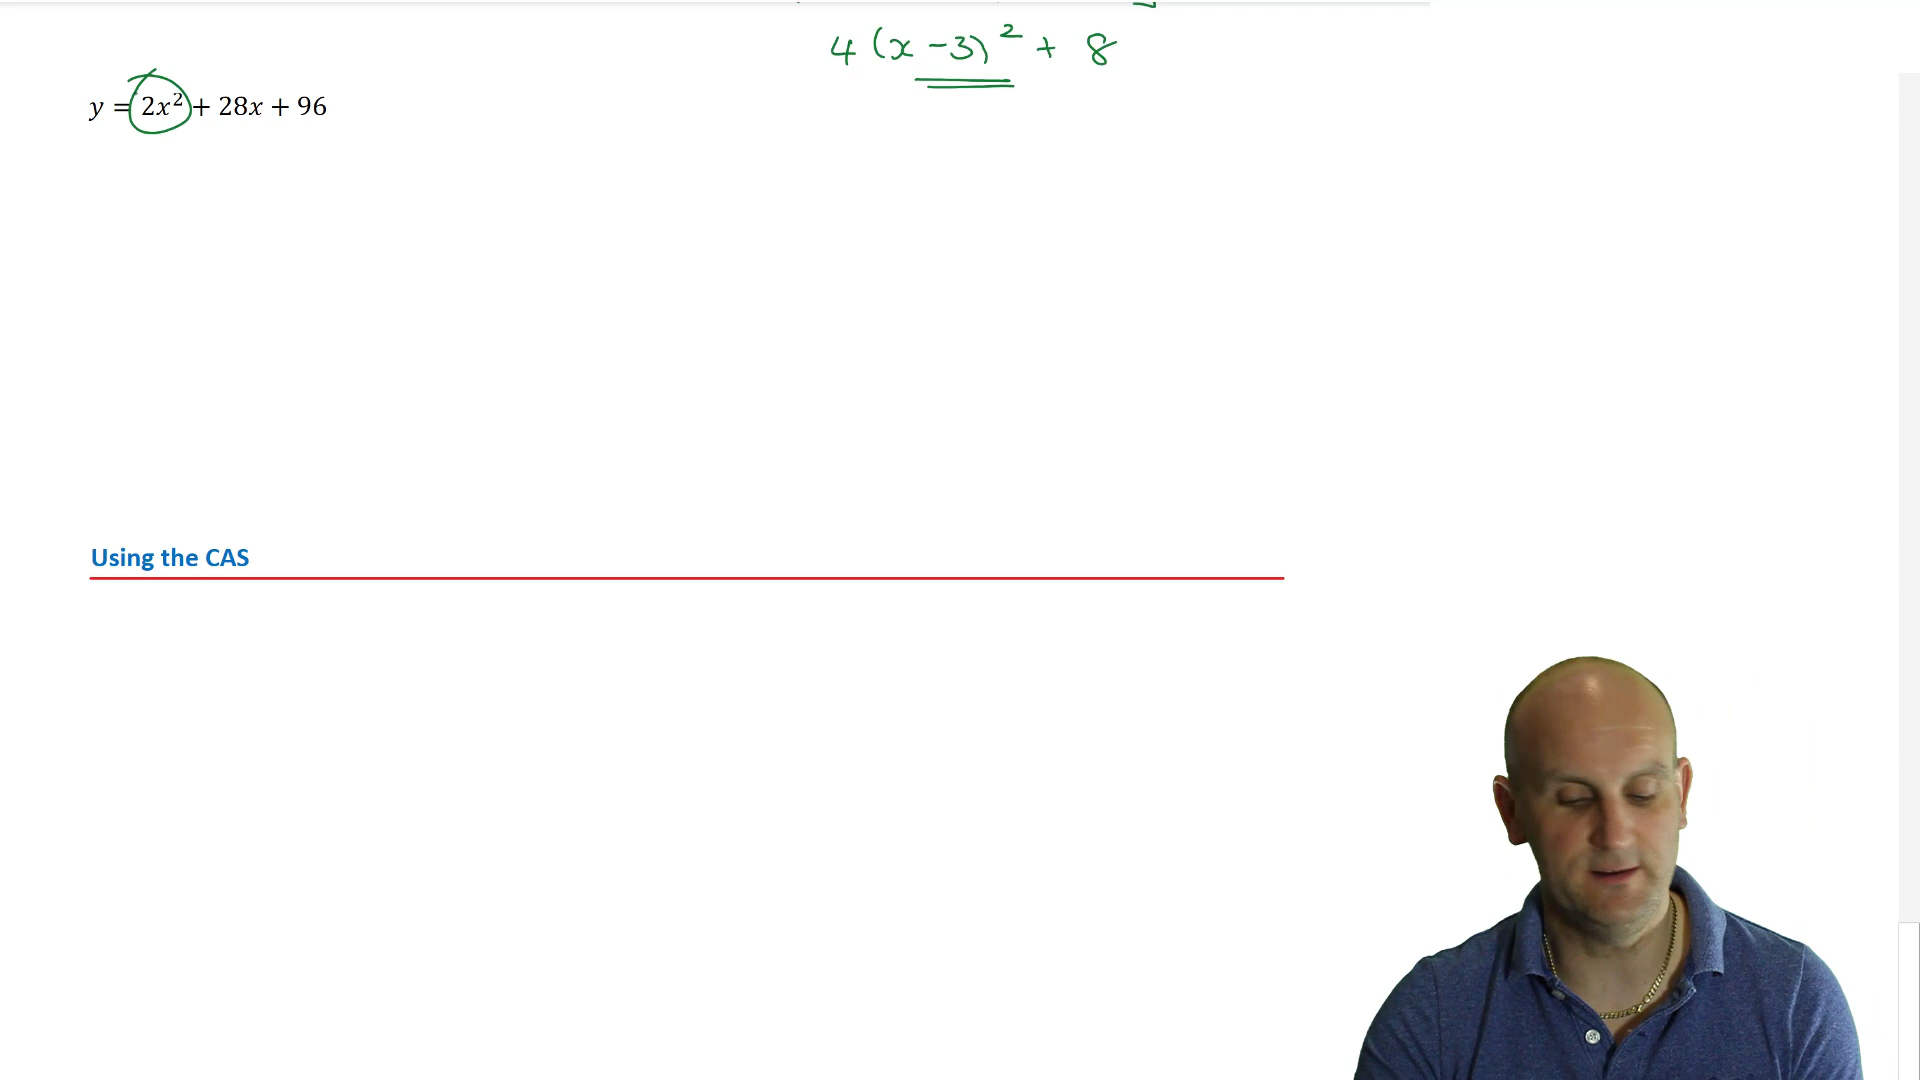 4(x-3)² + 8
y = 2x² + 28x + 96
Using the CAS